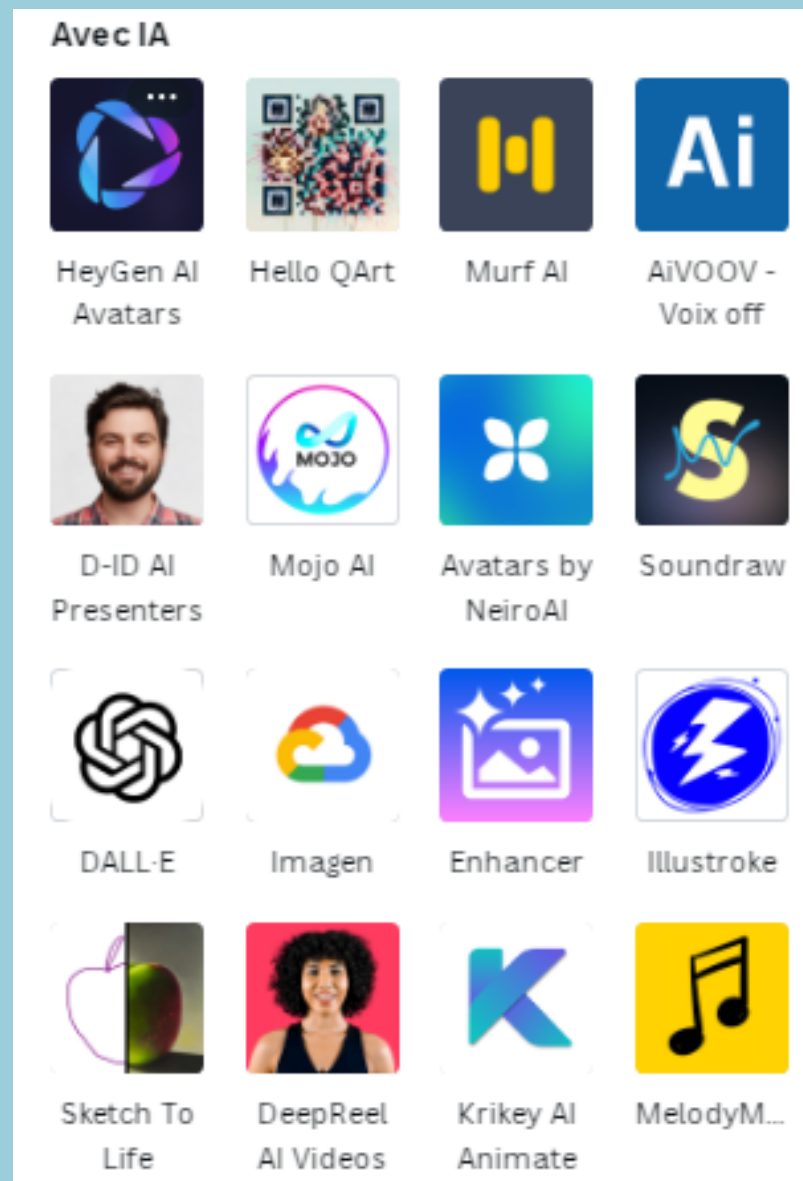 Avec IA
Ai
HeyGen AI
Avatars
Hello QArt
Murf AI
AiVOOV -
Voix off
MOJO
S
D-ID AI
Presenters
Mojo AI
Avatars by
NeiroAI
Soundraw
DALL·E
Imagen
Enhancer
Illustroke
Sketch To
Life
DeepReel
AI Videos
Krikey AI
Animate
MelodyM...